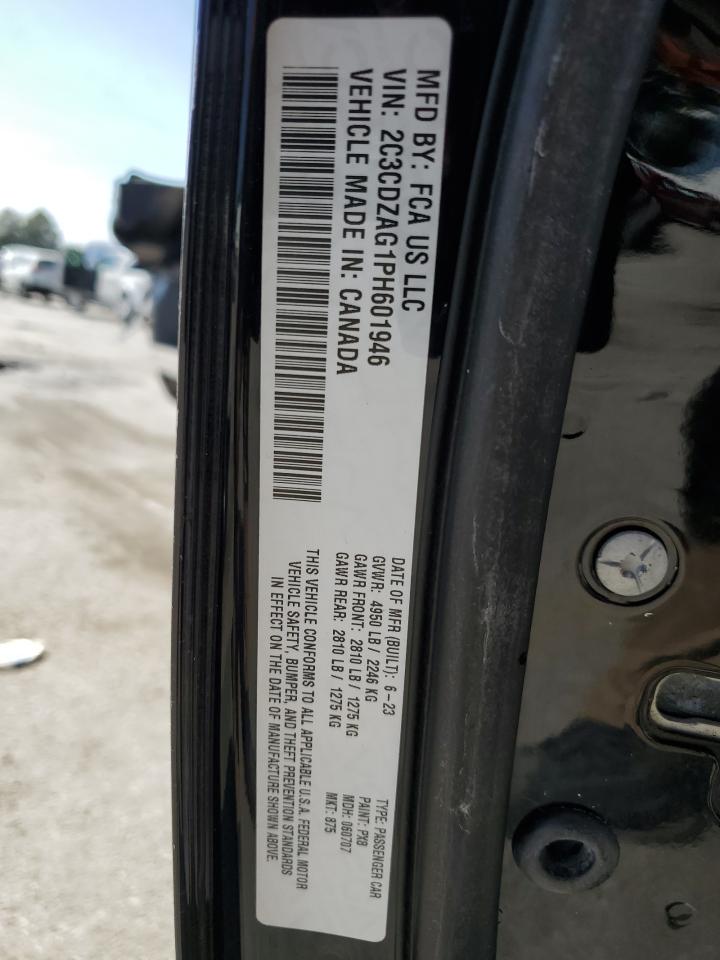 MFD BY: FCA US LLC
VIN: 2C3CDZAG1PH601946
VEHICLE MADE IN: CANADA
DATE OF MFR (BUILT): 6-23
GVWR: 4950 LB / 2246 KG
GAWR FRONT: 2810 LB / 1275 KG
GAWR REAR: 2810 LB / 1275 KG
THIS VEHICLE CONFORMS TO ALL APPLICABLE U.S.A. FEDERAL MOTOR
VEHICLE SAFETY, BUMPER, AND THEFT PREVENTION STANDARDS
IN EFFECT ON THE DATE OF MANUFACTURE SHOWN ABOVE.
TYPE: PASSENGER CAR
PAINT: PX8
MDH: 060707
MKT: 875